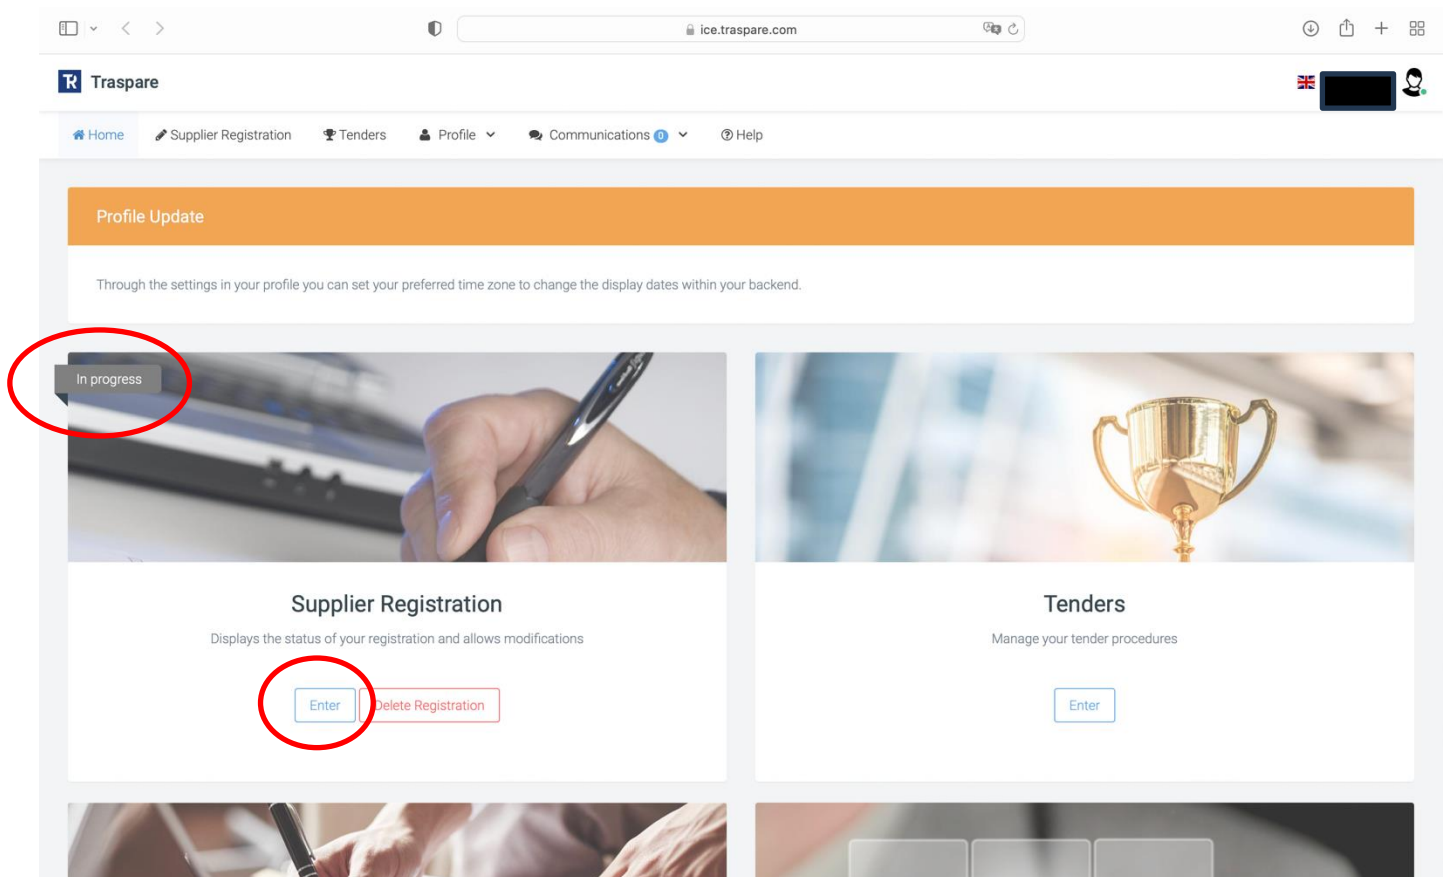 ice.traspare.com
Traspare
Home Supplier Registration Tenders Profile Communications 0 Help
Profile Update
Through the settings in your profile you can set your preferred time zone to change the display dates within your backend.
In progress
Supplier Registration
Displays the status of your registration and allows modifications
Enter Delete Registration
Tenders
Manage your tender procedures
Enter